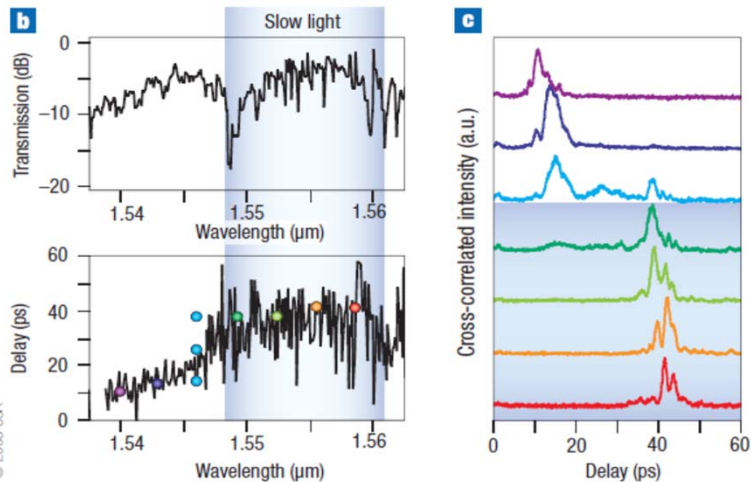 b
Slow light
Transmission (dB)
0
−10
−20
1.54
1.55
1.56
Wavelength (μm)
Delay (ps)
60
40
20
0
1.54
1.55
1.56
Wavelength (μm)
c
Cross-correlated intensity (a.u.)
0
20
40
60
Delay (ps)